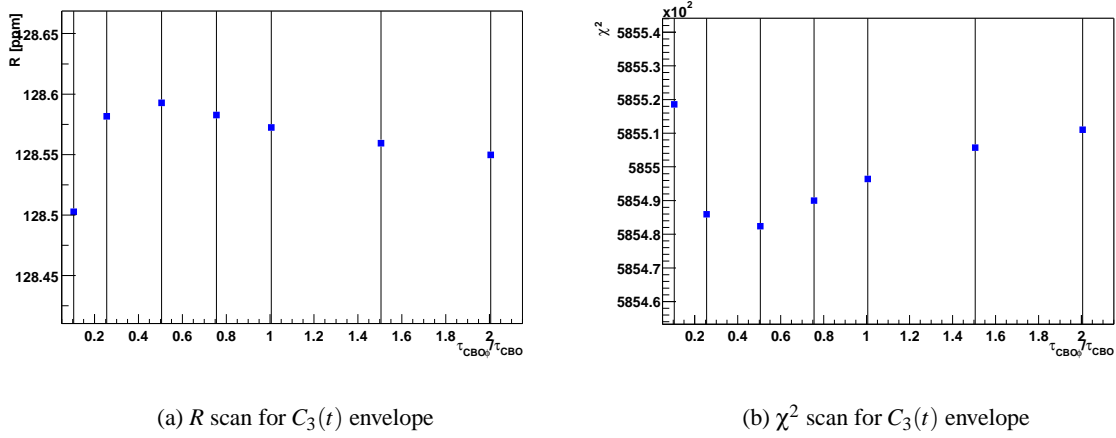 R [ppm]
128.65
128.6
128.55
128.5
128.45
0.2 0.4 0.6 0.8 1 1.2 1.4 1.6 1.8 2
τCBOϕ/τCBO
(a) R scan for C3(t) envelope
×10²
χ²
5855.4
5855.3
5855.2
5855.1
5855
5854.9
5854.8
5854.7
5854.6
0.2 0.4 0.6 0.8 1 1.2 1.4 1.6 1.8 2
τCBOϕ/τCBO
(b) χ² scan for C3(t) envelope